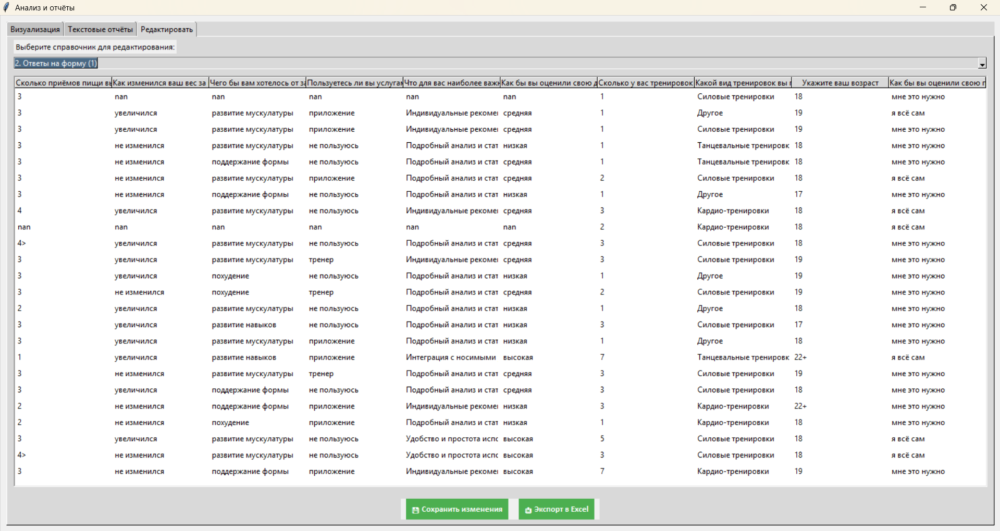 Анализ и отчёты
Визуализация Текстовые отчёты Редактировать
Выберите справочник для редактирования:
2. Ответы на форму (1)
Сколько приёмов пищи вы Как изменился ваш вес за Чего бы вам хотелось от за Пользуетесь ли вы услугам Что для вас наиболее важн Как бы вы оценили свою д Сколько у вас тренировок Какой вид тренировок вы п Укажите ваш возраст Как бы вы оценили свою г
3 nan nan nan nan nan 1 Силовые тренировки 18 мне это нужно
3 увеличился развитие мускулатуры приложение Индивидуальные рекоме средняя 1 Другое 19 я всё сам
3 увеличился развитие мускулатуры приложение Индивидуальные рекоме средняя 1 Силовые тренировки 19 мне это нужно
3 не изменился развитие мускулатуры не пользуюсь Подробный анализ и стат низкая 1 Танцевальные тренировк 18 мне это нужно
3 не изменился поддержание формы не пользуюсь Подробный анализ и стат средняя 1 Танцевальные тренировк 18 мне это нужно
3 не изменился развитие мускулатуры приложение Подробный анализ и стат средняя 2 Силовые тренировки 18 я всё сам
3 не изменился поддержание формы не пользуюсь Подробный анализ и стат низкая 1 Другое 17 мне это нужно
4 увеличился развитие мускулатуры не пользуюсь Индивидуальные рекоме средняя 3 Кардио-тренировки 18 я всё сам
nan nan nan nan nan nan 2 Кардио-тренировки 18 я всё сам
4> увеличился развитие мускулатуры не пользуюсь Подробный анализ и стат средняя 3 Силовые тренировки 18 мне это нужно
3 увеличился развитие мускулатуры тренер Индивидуальные рекоме средняя 3 Силовые тренировки 19 мне это нужно
3 увеличился похудение не пользуюсь Подробный анализ и стат низкая 1 Другое 19 мне это нужно
3 не изменился похудение тренер Подробный анализ и стат средняя 2 Силовые тренировки 19 мне это нужно
2 увеличился развитие мускулатуры не пользуюсь Подробный анализ и стат низкая 1 Другое 18 мне это нужно
3 увеличился развитие навыков не пользуюсь Подробный анализ и стат низкая 3 Силовые тренировки 17 мне это нужно
3 увеличился развитие мускулатуры приложение Подробный анализ и стат низкая 1 Другое 18 мне это нужно
1 увеличился развитие навыков приложение Интеграция с носимыми высокая 7 Танцевальные тренировк 22+ я всё сам
3 не изменился развитие мускулатуры тренер Подробный анализ и стат средняя 3 Силовые тренировки 19 мне это нужно
3 увеличился поддержание формы не пользуюсь Подробный анализ и стат средняя 3 Силовые тренировки 18 мне это нужно
2 не изменился поддержание формы приложение Индивидуальные рекоме низкая 3 Кардио-тренировки 22+ мне это нужно
2 не изменился похудение приложение Подробный анализ и стат низкая 1 Кардио-тренировки 18 мне это нужно
3 увеличился развитие мускулатуры не пользуюсь Удобство и простота испс высокая 5 Силовые тренировки 18 я всё сам
4> не изменился развитие мускулатуры не пользуюсь Удобство и простота испс высокая 3 Силовые тренировки 18 я всё сам
3 не изменился поддержание формы приложение Индивидуальные рекоме высокая 7 Кардио-тренировки 19 мне это нужно
Сохранить изменения Экспорт в Excel